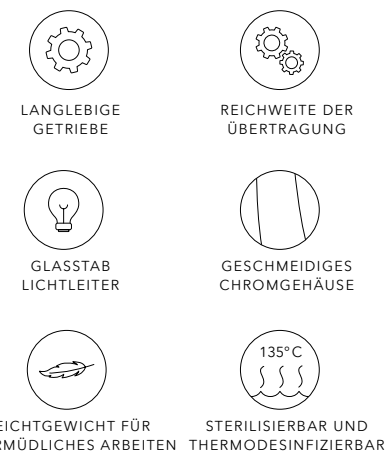 LANGLEBIGE
GETRIEBE
REICHWEITE DER
ÜBERTRAGUNG
GLASSTAB
LICHTLEITER
GESCHMEIDIGES
CHROMGEHÄUSE
135°C
EICHTGEWICHT FÜR
RMÜDLICHES ARBEITEN
STERILISIERBAR UND
THERMODESINFIZIERBAR